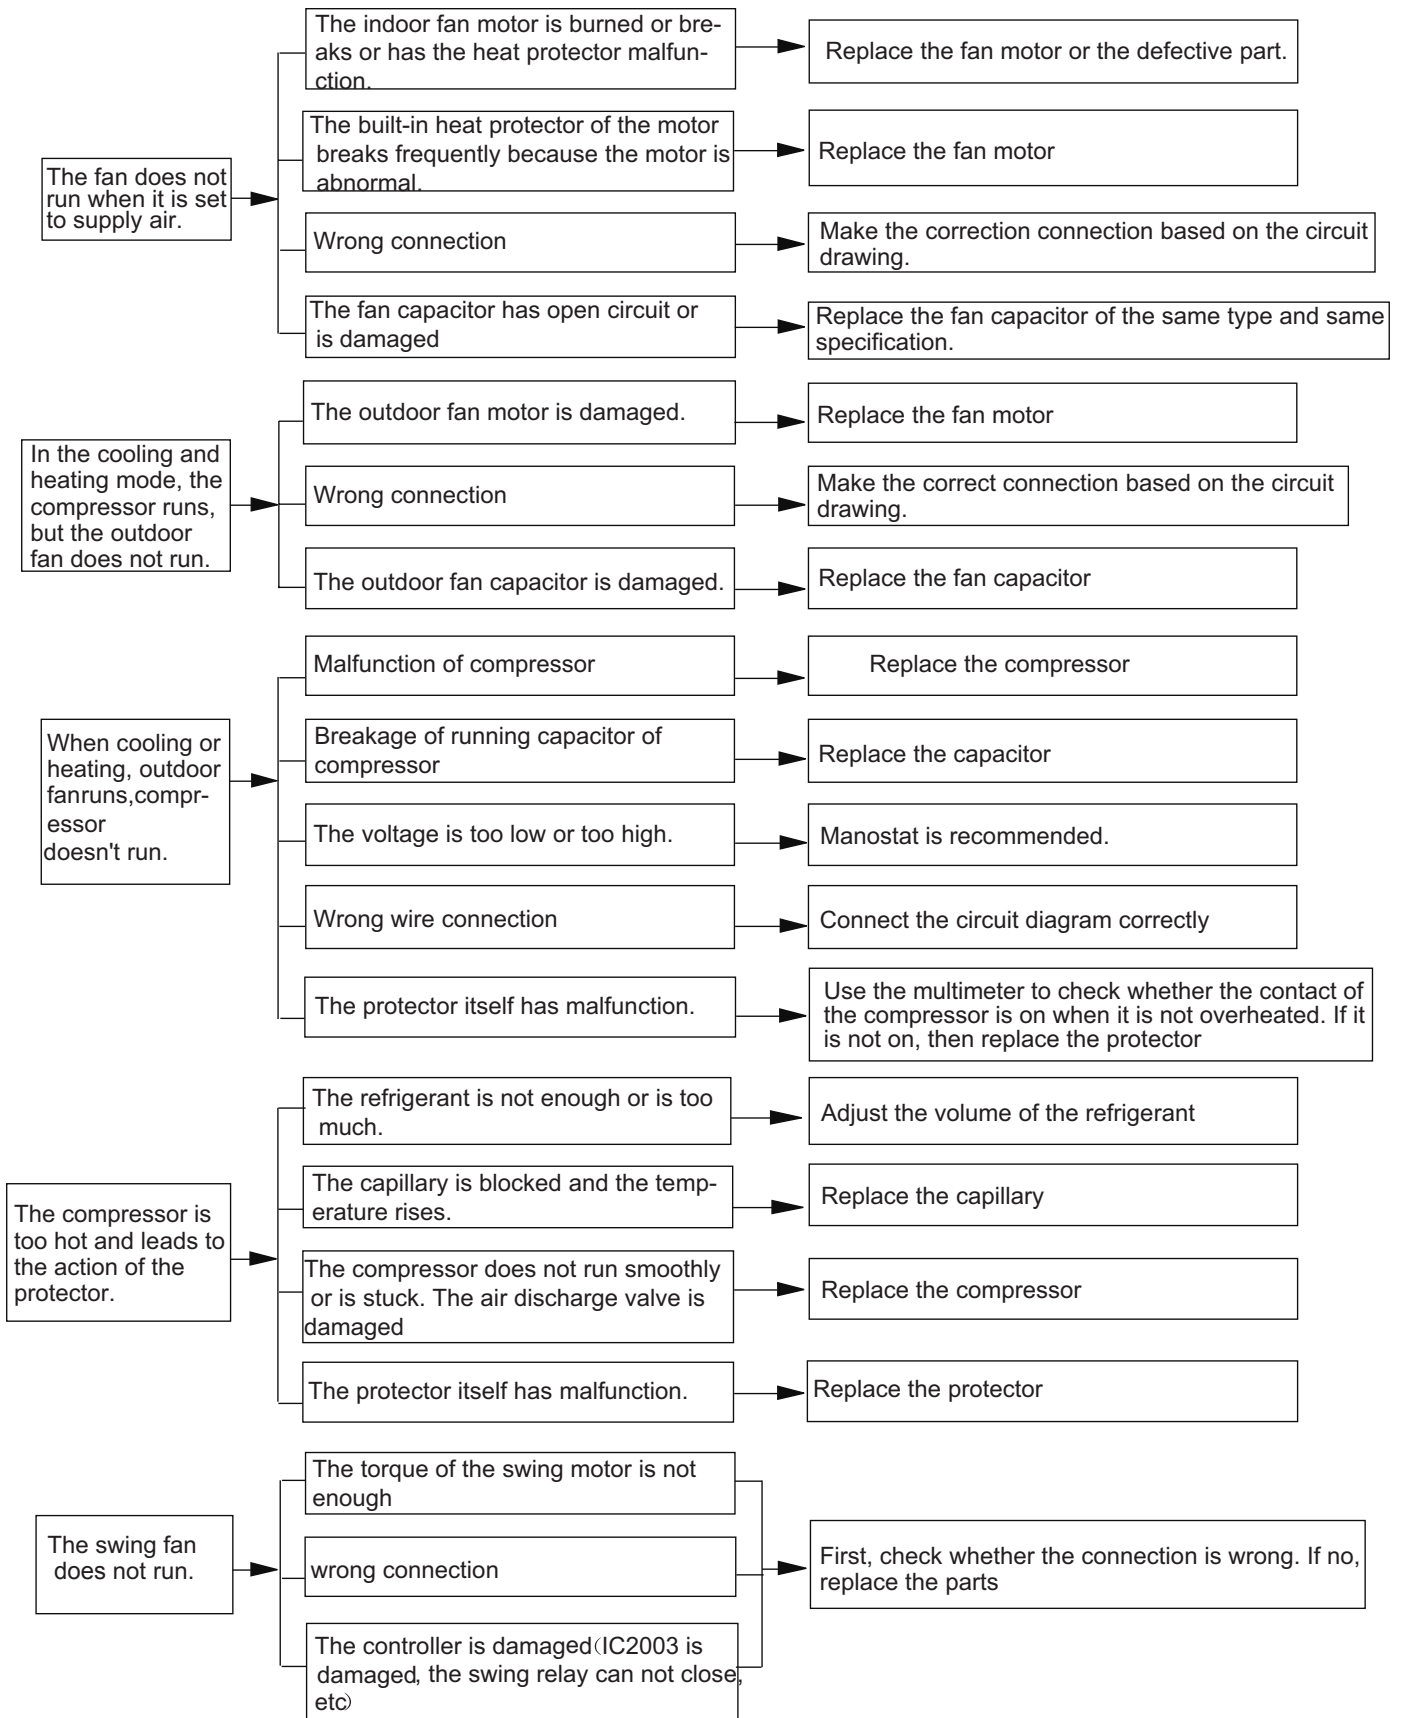 The fan does not
run when it is set
to supply air.
The indoor fan motor is burned or bre-
aks or has the heat protector malfun-
ction.
Replace the fan motor or the defective part.
The built-in heat protector of the motor
breaks frequently because the motor is
abnormal.
Replace the fan motor
Wrong connection
Make the correction connection based on the circuit
drawing.
The fan capacitor has open circuit or
is damaged
Replace the fan capacitor of the same type and same
specification.
In the cooling and
heating mode, the
compressor runs,
but the outdoor
fan does not run.
The outdoor fan motor is damaged.
Replace the fan motor
Wrong connection
Make the correct connection based on the circuit
drawing.
The outdoor fan capacitor is damaged.
Replace the fan capacitor
When cooling or
heating, outdoor
fanruns,compr-
essor
doesn't run.
Malfunction of compressor
Replace the compressor
Breakage of running capacitor of
compressor
Replace the capacitor
The voltage is too low or too high.
Manostat is recommended.
Wrong wire connection
Connect the circuit diagram correctly
The protector itself has malfunction.
Use the multimeter to check whether the contact of
the compressor is on when it is not overheated. If it
is not on, then replace the protector
The compressor is
too hot and leads to
the action of the
protector.
The refrigerant is not enough or is too
much.
Adjust the volume of the refrigerant
The capillary is blocked and the temp-
erature rises.
Replace the capillary
The compressor does not run smoothly
or is stuck. The air discharge valve is
damaged
Replace the compressor
The protector itself has malfunction.
Replace the protector
The swing fan
does not run.
The torque of the swing motor is not
enough
wrong connection
The controller is damaged（IC2003 is
damaged, the swing relay can not close,
etc）
First, check whether the connection is wrong. If no,
replace the parts